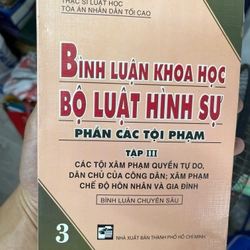 THẠC SĨ LUẬT HỌC
TÒA ÁN NHÂN DÂN TỐI CAO
BÌNH LUẬN KHOA HỌC
BỘ LUẬT HÌNH SỰ
PHẦN CÁC TỘI PHẠM
TẬP III
CÁC TỘI XÂM PHẠM QUYỀN TỰ DO,
DÂN CHỦ CỦA CÔNG DÂN; XÂM PHẠM
CHẾ ĐỘ HÔN NHÂN VÀ GIA ĐÌNH
BÌNH LUẬN CHUYÊN SÂU
3
NHÀ XUẤT BẢN THÀNH PHỐ HỒ CHÍ MINH